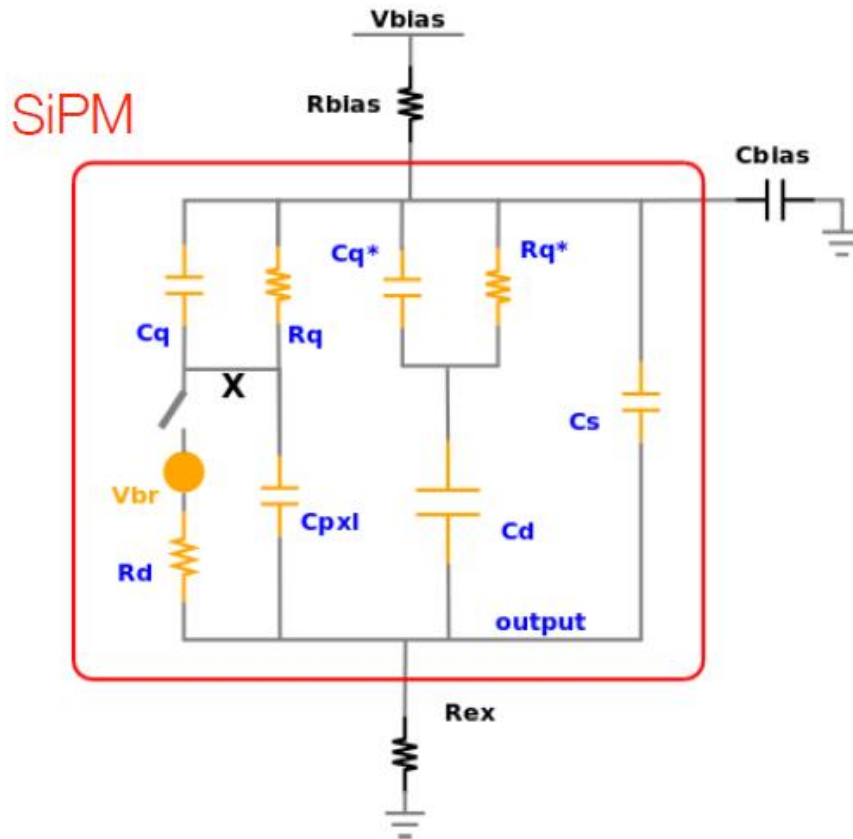 Vbias
SiPM
Rbias
Cbias
Cq*
Rq*
Cq
Rq
X
Cs
Vbr
Cpxl
Cd
Rd
output
Rex